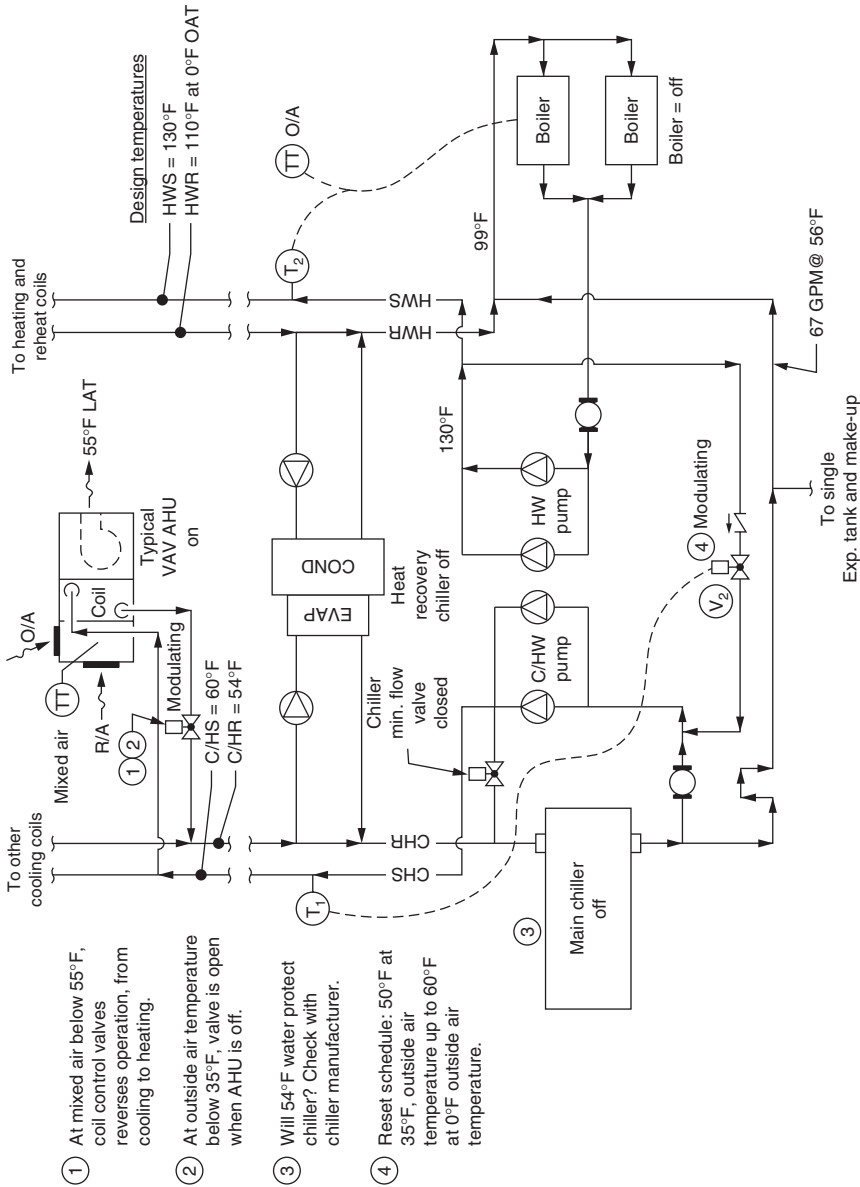 To other
cooling coils
Mixed air
TT
O/A
R/A
1 2
Modulating
Coil
Typical
VAV AHU
on
55°F LAT
C/HS = 60°F
C/HR = 54°F
To heating and
reheat coils
Design temperatures
HWS = 130°F
HWR = 110°F at 0°F OAT
T1
CHS
CHR
EVAP
COND
Heat
recovery
chiller off
Chiller
min. flow
valve
closed
C/HW
pump
HW
pump
130°F
HWR
HWS
T2
TT
O/A
99°F
Boiler
Boiler
Boiler = off
3
Main chiller
off
V2
4
Modulating
67 GPM@ 56°F
To single
Exp. tank and make-up
1 At mixed air below 55°F,
coil control valves
reverses operation, from
cooling to heating.
2 At outside air temperature
below 35°F, valve is open
when AHU is off.
3 Will 54°F water protect
chiller? Check with
chiller manufacturer.
4 Reset schedule: 50°F at
35°F, outside air
temperature up to 60°F
at 0°F outside air
temperature.